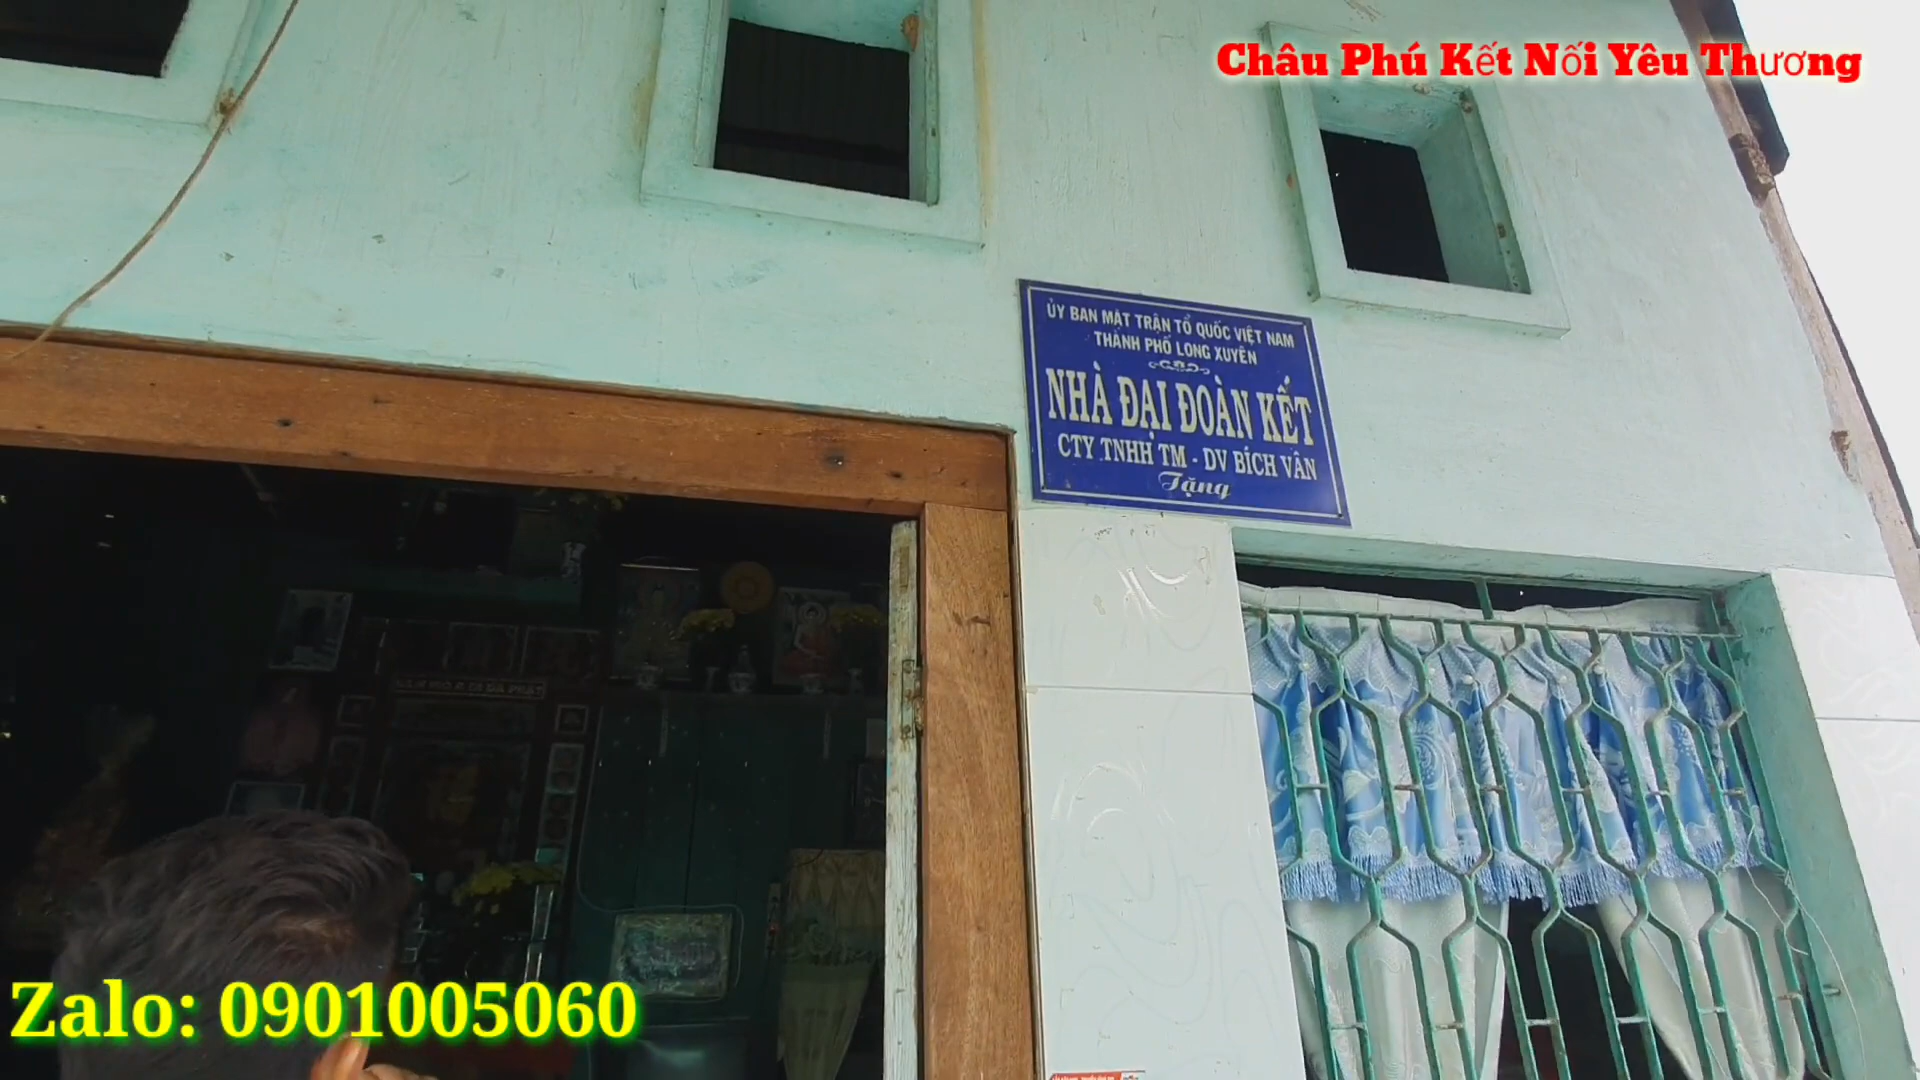 Châu Phú Kết Nối Yêu Thương
ỦY BAN MẶT TRẬN TỔ QUỐC VIỆT NAM
THÀNH PHỐ LONG XUYÊN
NHÀ ĐẠI ĐOÀN KẾT
CTY TNHH TM - DV BÍCH VÂN
Tặng
Zalo: 0901005060